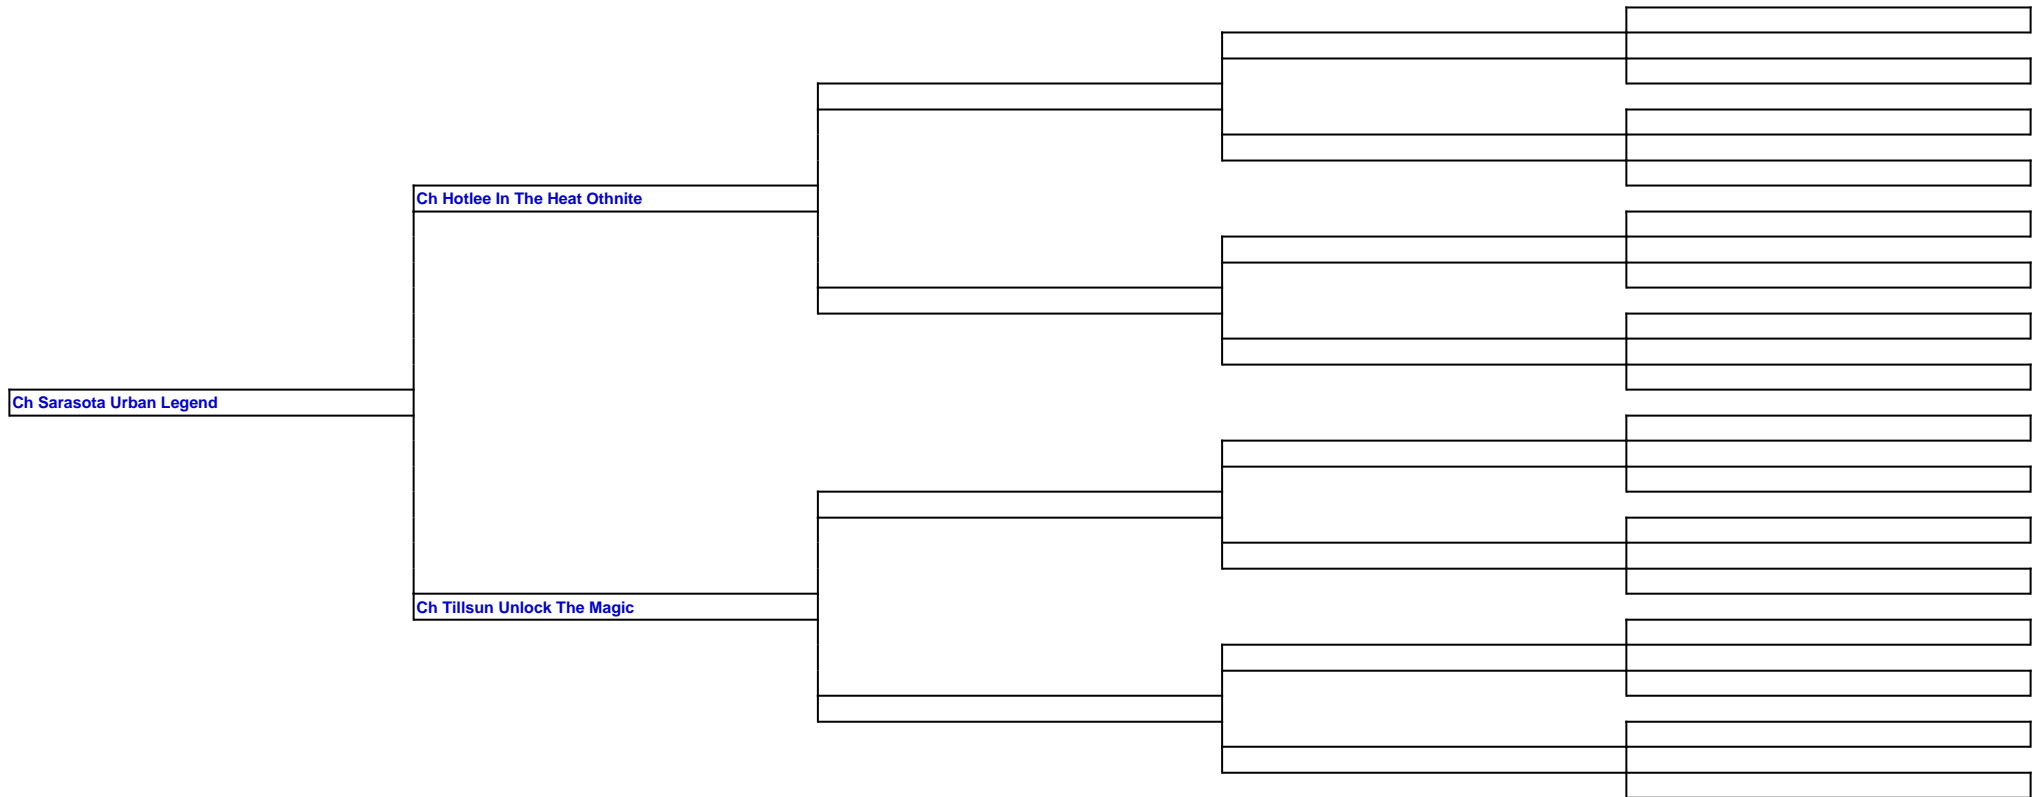 Ch Hotlee In The Heat Othnite
Ch Sarasota Urban Legend
Ch Tillsun Unlock The Magic